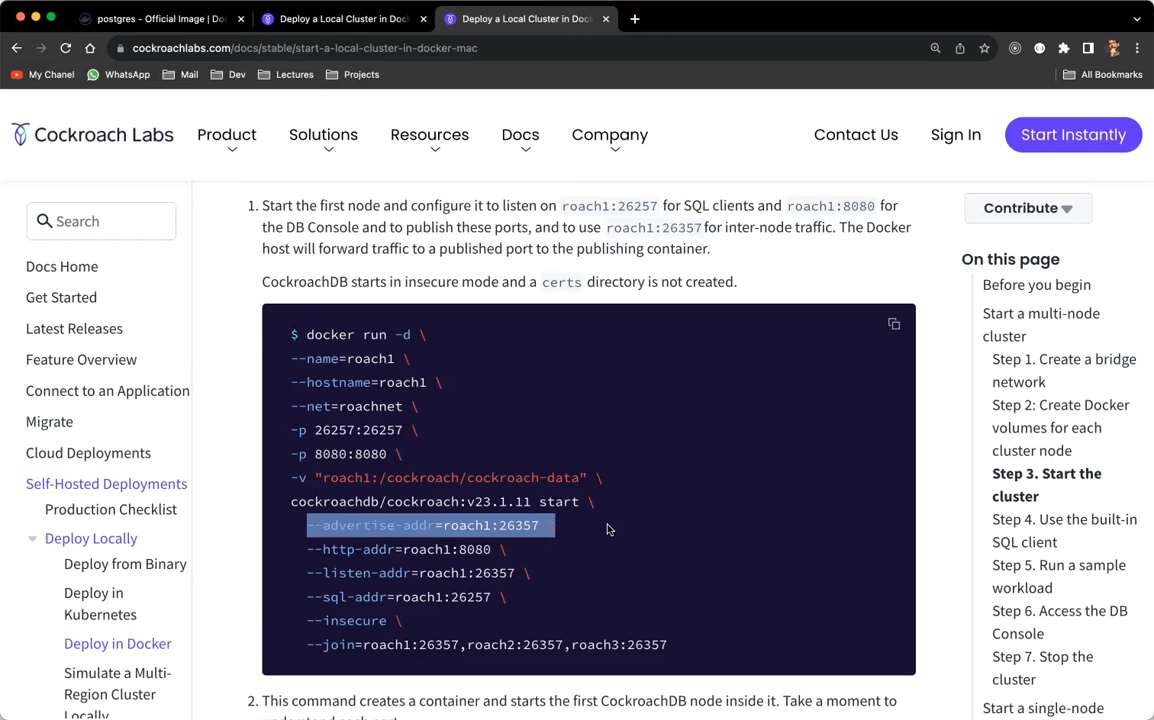 postgres - Official Image | Do
Deploy a Local Cluster in Dock
Deploy a Local Cluster in Dock
cockroachlabs.com/docs/stable/start-a-local-cluster-in-docker-mac
My Chanel
WhatsApp
Mail
Dev
Lectures
Projects
All Bookmarks
Cockroach Labs
Product
Solutions
Resources
Docs
Company
Contact Us
Sign In
Start Instantly
Search
Docs Home
Get Started
Latest Releases
Feature Overview
Connect to an Application
Migrate
Cloud Deployments
Self-Hosted Deployments
Production Checklist
Deploy Locally
Deploy from Binary
Deploy in
Kubernetes
Deploy in Docker
Simulate a Multi-
Region Cluster
Locally
1. Start the first node and configure it to listen on roach1:26257 for SQL clients and roach1:8080 for
the DB Console and to publish these ports, and to use roach1:26357 for inter-node traffic. The Docker
host will forward traffic to a published port to the publishing container.
CockroachDB starts in insecure mode and a certs directory is not created.
$ docker run -d \
--name=roach1 \
--hostname=roach1 \
--net=roachnet \
-p 26257:26257 \
-p 8080:8080 \
-v "roach1:/cockroach/cockroach-data" \
cockroachdb/cockroach:v23.1.11 start \
--advertise-addr=roach1:26357 \
--http-addr=roach1:8080 \
--listen-addr=roach1:26357 \
--sql-addr=roach1:26257 \
--insecure \
--join=roach1:26357,roach2:26357,roach3:26357
2. This command creates a container and starts the first CockroachDB node inside it. Take a moment to
understand each part
Contribute
On this page
Before you begin
Start a multi-node
cluster
Step 1. Create a bridge
network
Step 2: Create Docker
volumes for each
cluster node
Step 3. Start the
cluster
Step 4. Use the built-in
SQL client
Step 5. Run a sample
workload
Step 6. Access the DB
Console
Step 7. Stop the
cluster
Start a single-node